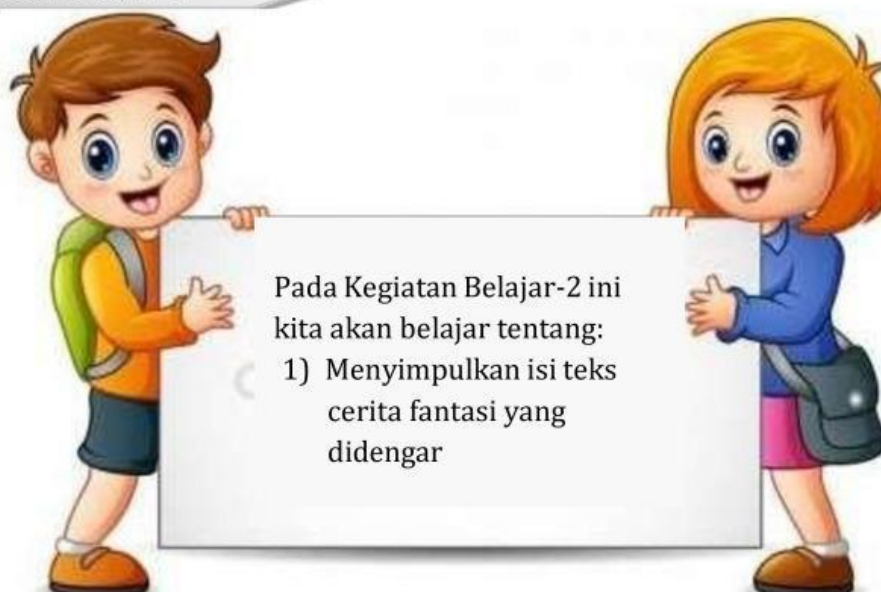 Pada Kegiatan Belajar-2 ini
kita akan belajar tentang:
1) Menyimpulkan isi teks
cerita fantasi yang
didengar